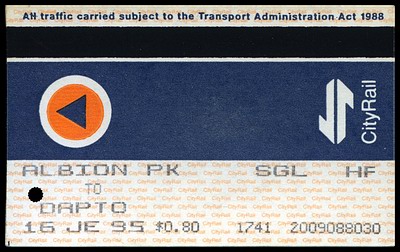 All traffic carried subject to the Transport Administration Act 1988
CityRail
ALBION PK SGL HF
TO
DAPTO
16 JE 95 $0.80 1741 2009088030